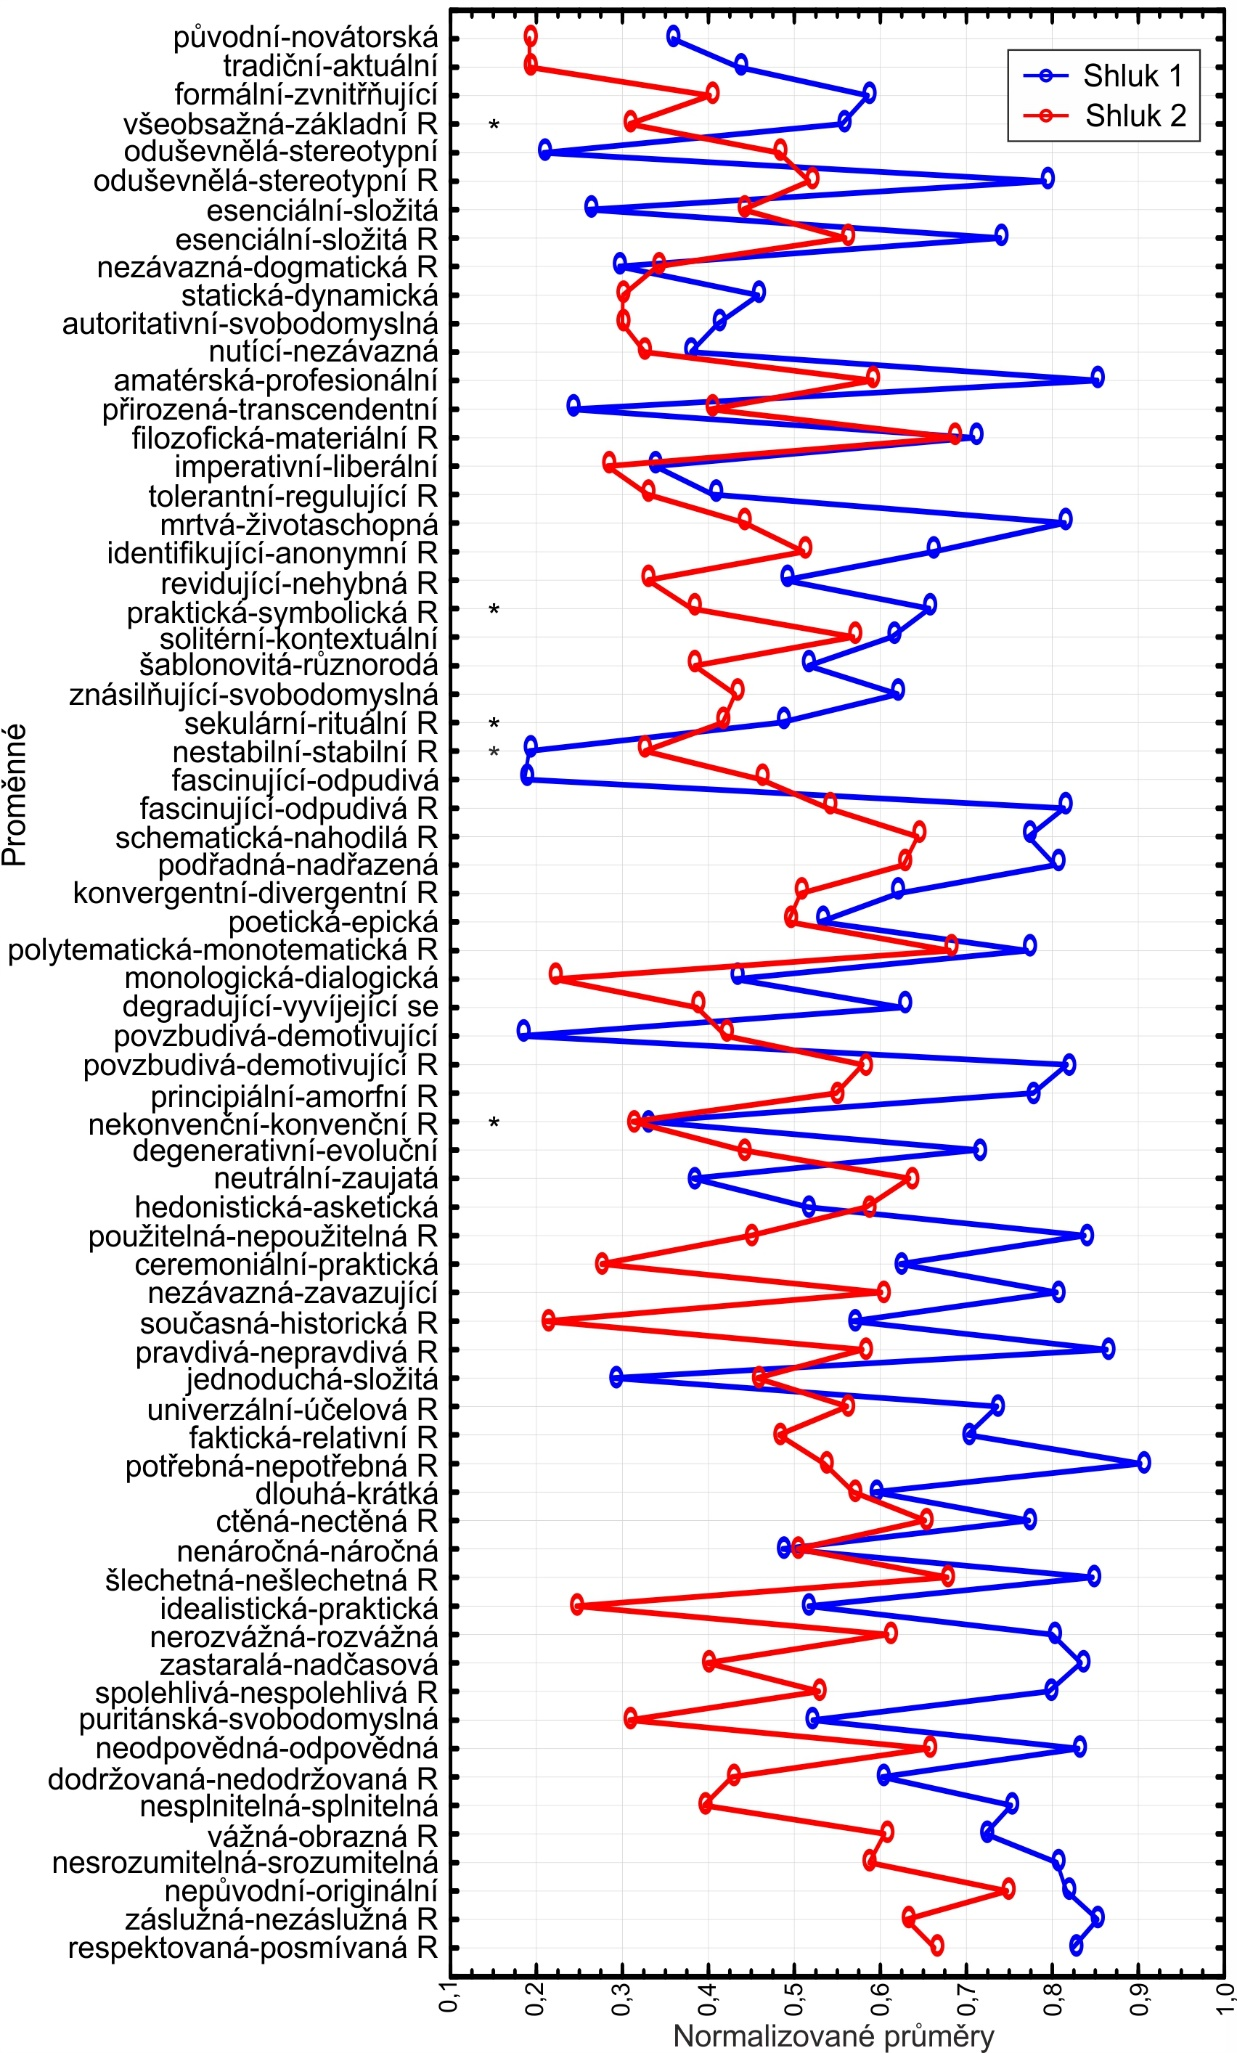 původní-novátorská
tradiční-aktuální
formální-zvnitřňující
všeobsažná-základní R *
oduševnělá-stereotypní
oduševnělá-stereotypní R
esenciální-složitá
esenciální-složitá R
nezávazná-dogmatická R
statická-dynamická
autoritativní-svobodomyslná
nutící-nezávazná
amatérská-profesionální
přirozená-transcendentní
filozofická-materiální R
imperativní-liberální
tolerantní-regulující R
mrtvá-životaschopná
identifikující-anonymní R
revidující-nehybná R
praktická-symbolická R *
solitérní-kontextuální
šablonovitá-různorodá
znásilňující-svobodomyslná
sekulární-rituální R *
nestabilní-stabilní R *
fascinující-odpudivá
fascinující-odpudivá R
schematická-nahodilá R
podřadná-nadřazená
konvergentní-divergentní R
poetická-epická
polytematická-monotematická R
monologická-dialogická
degradující-vyvíjející se
povzbudivá-demotivující
povzbudivá-demotivující R
principiální-amorfní R
nekonvenční-konvenční R *
degenerativní-evoluční
neutrální-zaujatá
hedonistická-asketická
použitelná-nepoužitelná R
ceremoniální-praktická
nezávazná-zavazující
současná-historická R
pravdivá-nepravdivá R
jednoduchá-složitá
univerzální-účelová R
faktická-relativní R
potřebná-nepotřebná R
dlouhá-krátká
ctěná-nectěná R
nenáročná-náročná
šlechetná-nešlechetná R
idealistická-praktická
nerozvážná-rozvážná
zastaralá-nadčasová
spolehlivá-nespolehlivá R
puritánská-svobodomyslná
neodpovědná-odpovědná
dodržovaná-nedodržovaná R
nesplnitelná-splnitelná
vážná-obrazná R
nesrozumitelná-srozumitelná
nepůvodní-originální
záslužná-nezáslužná R
respektovaná-posmívaná R
Proměnné
Shluk 1
Shluk 2
0,1 0,2 0,3 0,4 0,5 0,6 0,7 0,8 0,9 1,0
Normalizované průměry